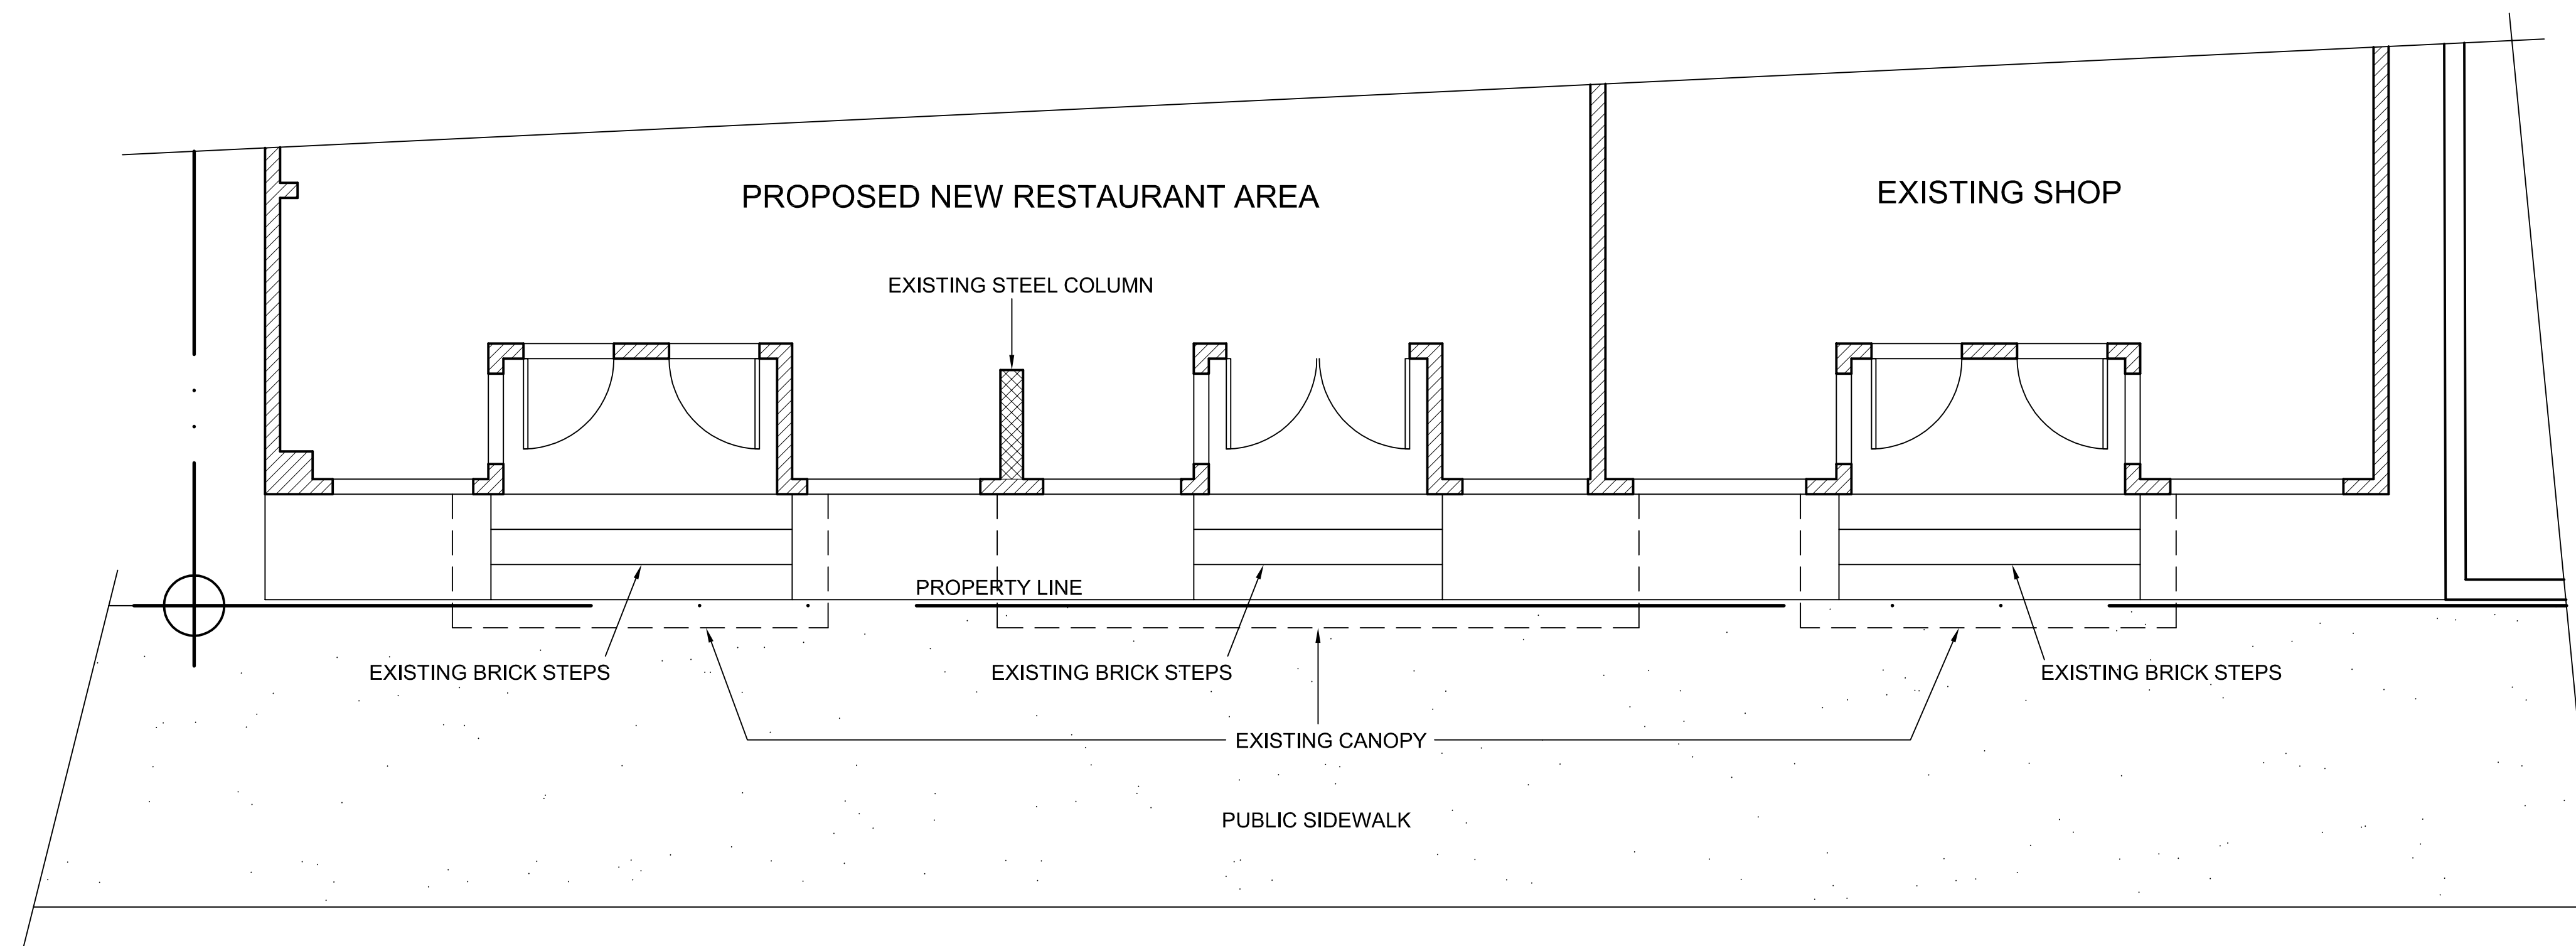 PROPOSED NEW RESTAURANT AREA
EXISTING SHOP
EXISTING STEEL COLUMN
PROPERTY LINE
EXISTING BRICK STEPS
EXISTING BRICK STEPS
EXISTING BRICK STEPS
EXISTING CANOPY
PUBLIC SIDEWALK